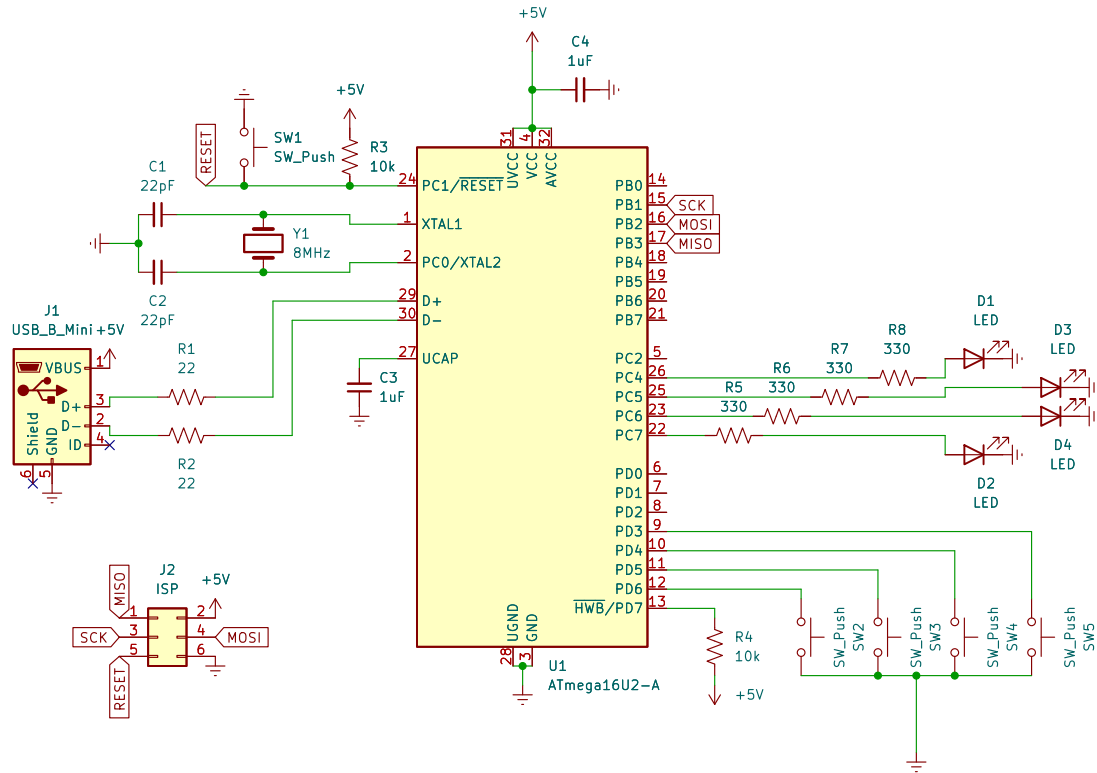 +5V
C4
1uF
+5V
RESET
SW1
SW_Push
R3
10k
C1
22pF
Y1
8MHz
C2
22pF
J1
USB_B_Mini
+5V
VBUS
1
D+
3
D-
2
ID
4
Shield
6
GND
5
R1
22
R2
22
C3
1uF
31
4
32
UVCC
VCC
AVCC
24
PC1/RESET
1
XTAL1
2
PC0/XTAL2
29
D+
30
D-
27
UCAP
PB0
14
PB1
15
SCK
PB2
16
MOSI
PB3
17
MISO
PB4
18
PB5
19
PB6
20
PB7
21
PC2
5
PC4
26
PC5
25
PC6
23
PC7
22
PD0
6
PD1
7
PD2
8
PD3
9
PD4
10
PD5
11
PD6
12
HWB/PD7
13
UGND
GND
28
3
U1
ATmega16U2-A
R8
330
R7
330
R6
330
R5
330
D1
LED
D3
LED
D4
LED
D2
LED
R4
10k
+5V
SW_Push
SW2
SW_Push
SW3
SW_Push
SW4
SW_Push
SW5
J2
ISP
+5V
MISO
1
2
SCK
3
4
MOSI
5
6
RESET